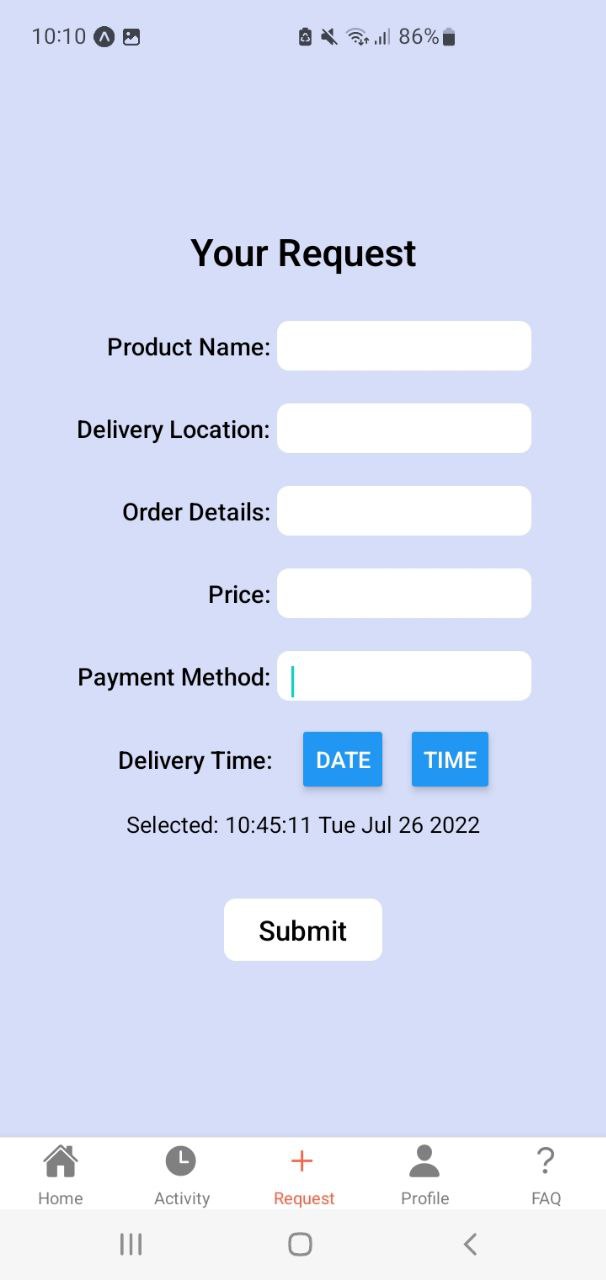 10:10 86%
Your Request
Product Name:
Delivery Location:
Order Details:
Price:
Payment Method:
Delivery Time: DATE TIME
Selected: 10:45:11 Tue Jul 26 2022
Submit
Home Activity Request Profile FAQ